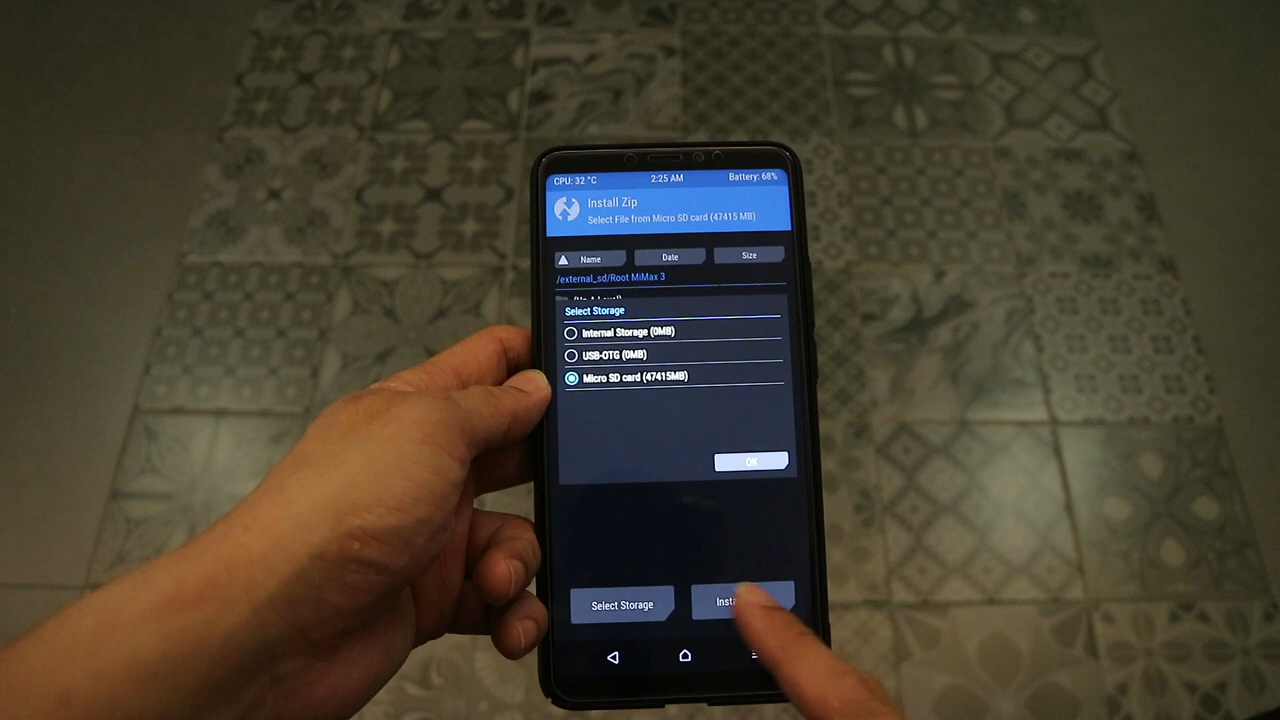 CPU: 32 °C 2:25 AM Battery: 68%
Install Zip
Select File from Micro SD card (47415 MB)
Name Date Size
/external_sd/Root MiMax 3
(Up A Level)
Select Storage
Internal Storage (0MB)
USB-OTG (0MB)
Micro SD card (47415MB)
OK
Select Storage